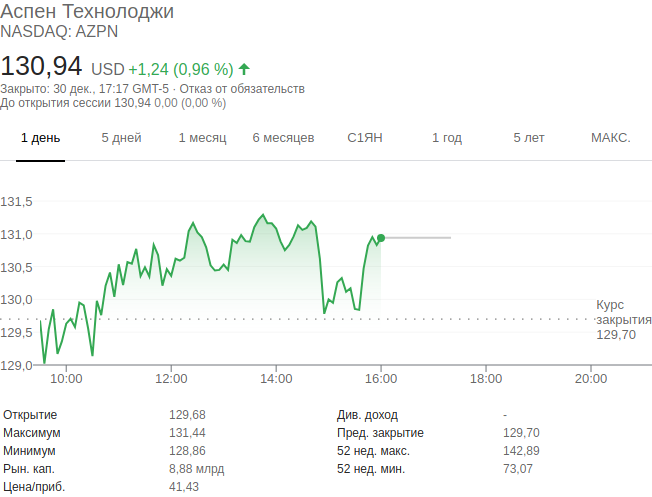 Аспен Технолоджи
NASDAQ: AZPN
130,94 USD +1,24 (0,96 %)
Закрыто: 30 дек., 17:17 GMT-5 · Отказ от обязательств
До открытия сессии 130,94 0,00 (0,00 %)
1 день 5 дней 1 месяц 6 месяцев С1ЯН 1 год 5 лет МАКС.
131,5
131,0
130,5
130,0
Курс
закрытия
129,70
129,5
129,0
10:00 12:00 14:00 16:00 18:00 20:00
Открытие 129,68 Див. доход -
Максимум 131,44 Пред. закрытие 129,70
Минимум 128,86 52 нед. макс. 142,89
Рын. кап. 8,88 млрд 52 нед. мин. 73,07
Цена/приб. 41,43